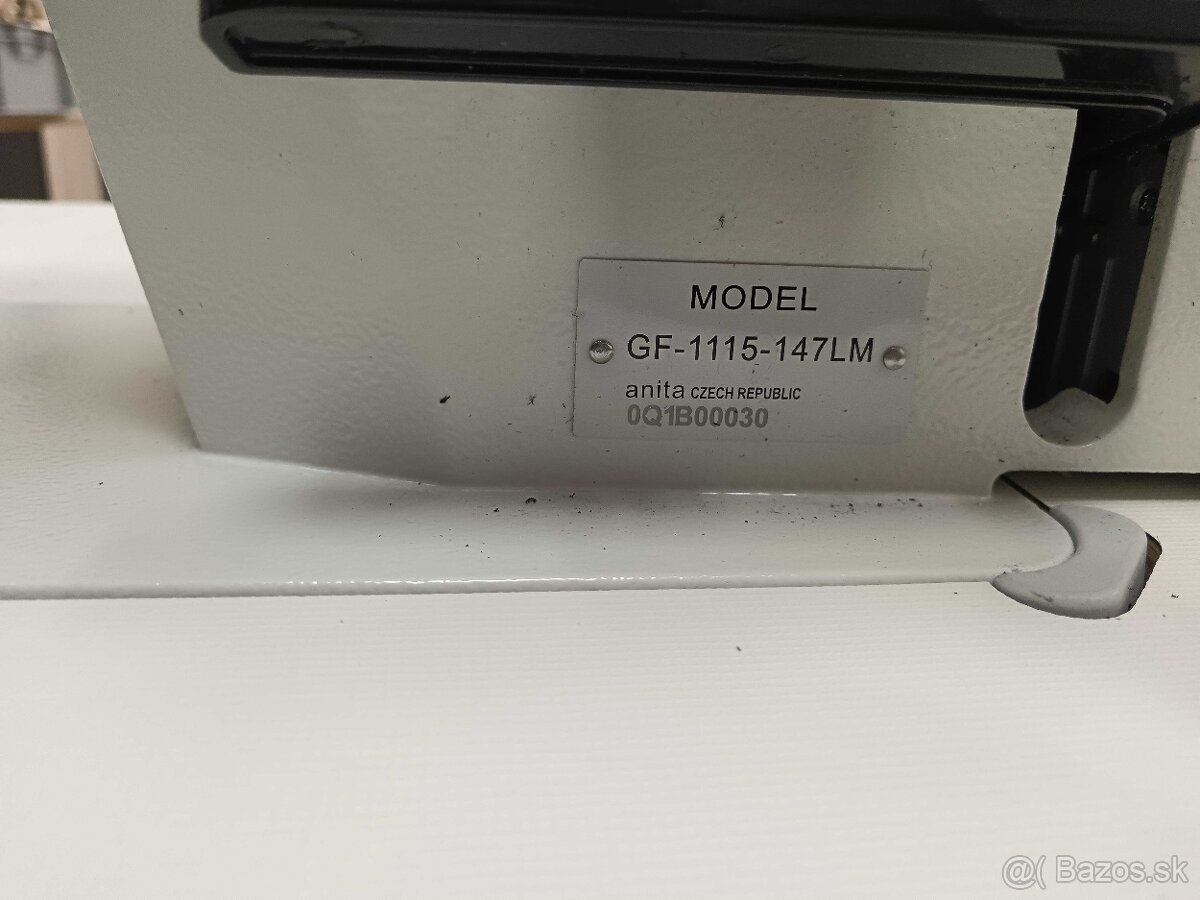 MODEL
GF-1115-147LM
anita CZECH REPUBLIC
0Q1B00030
@( Bazos.sk